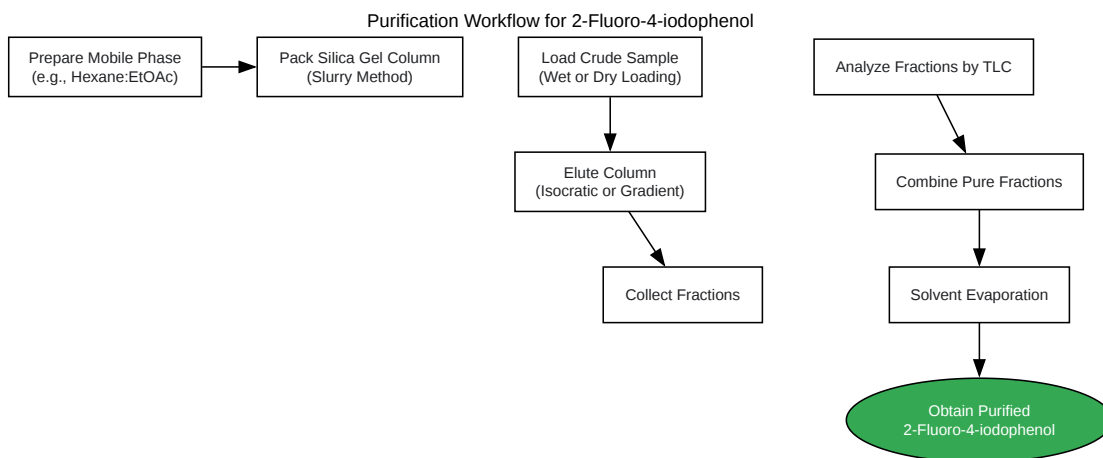 Purification Workflow for 2-Fluoro-4-iodophenol
Prepare Mobile Phase
(e.g., Hexane:EtOAc)
Pack Silica Gel Column
(Slurry Method)
Load Crude Sample
(Wet or Dry Loading)
Elute Column
(Isocratic or Gradient)
Collect Fractions
Analyze Fractions by TLC
Combine Pure Fractions
Solvent Evaporation
Obtain Purified
2-Fluoro-4-iodophenol